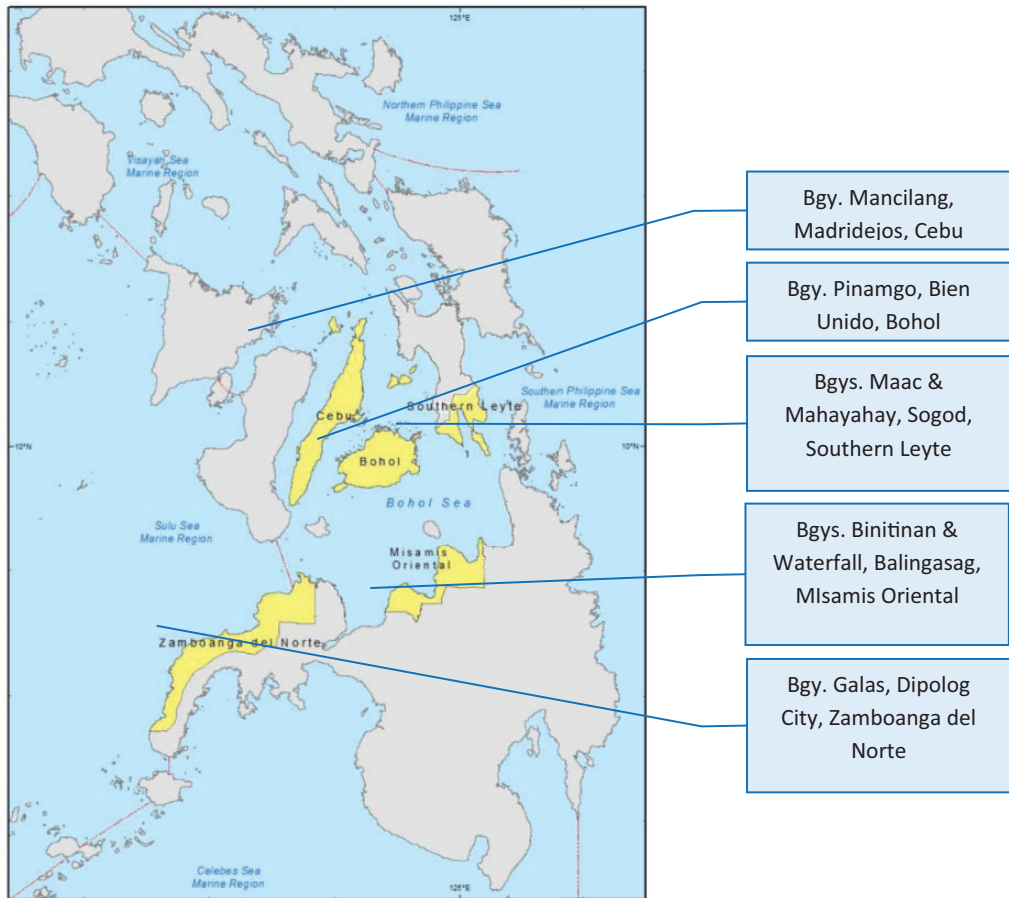 125°E
Northern Philippine Sea
Marine Region
Visayan Sea
Marine Region
Bgy. Mancilang,
Madridejos, Cebu
Bgy. Pinamgo, Bien
Unido, Bohol
Bgys. Maac &
Mahayahay, Sogod,
Southern Leyte
Southen Philippine Sea
Marine Region
Cebu
Southern Leyte
10°N
10°N
Bohol
Bohol Sea
Sulu Sea
Marine Region
Misamis
Oriental
Bgys. Binitinan &
Waterfall, Balingasag,
MIsamis Oriental
Zamboanga del Norte
Bgy. Galas, Dipolog
City, Zamboanga del
Norte
Celebes Sea
Marine Region
125°E